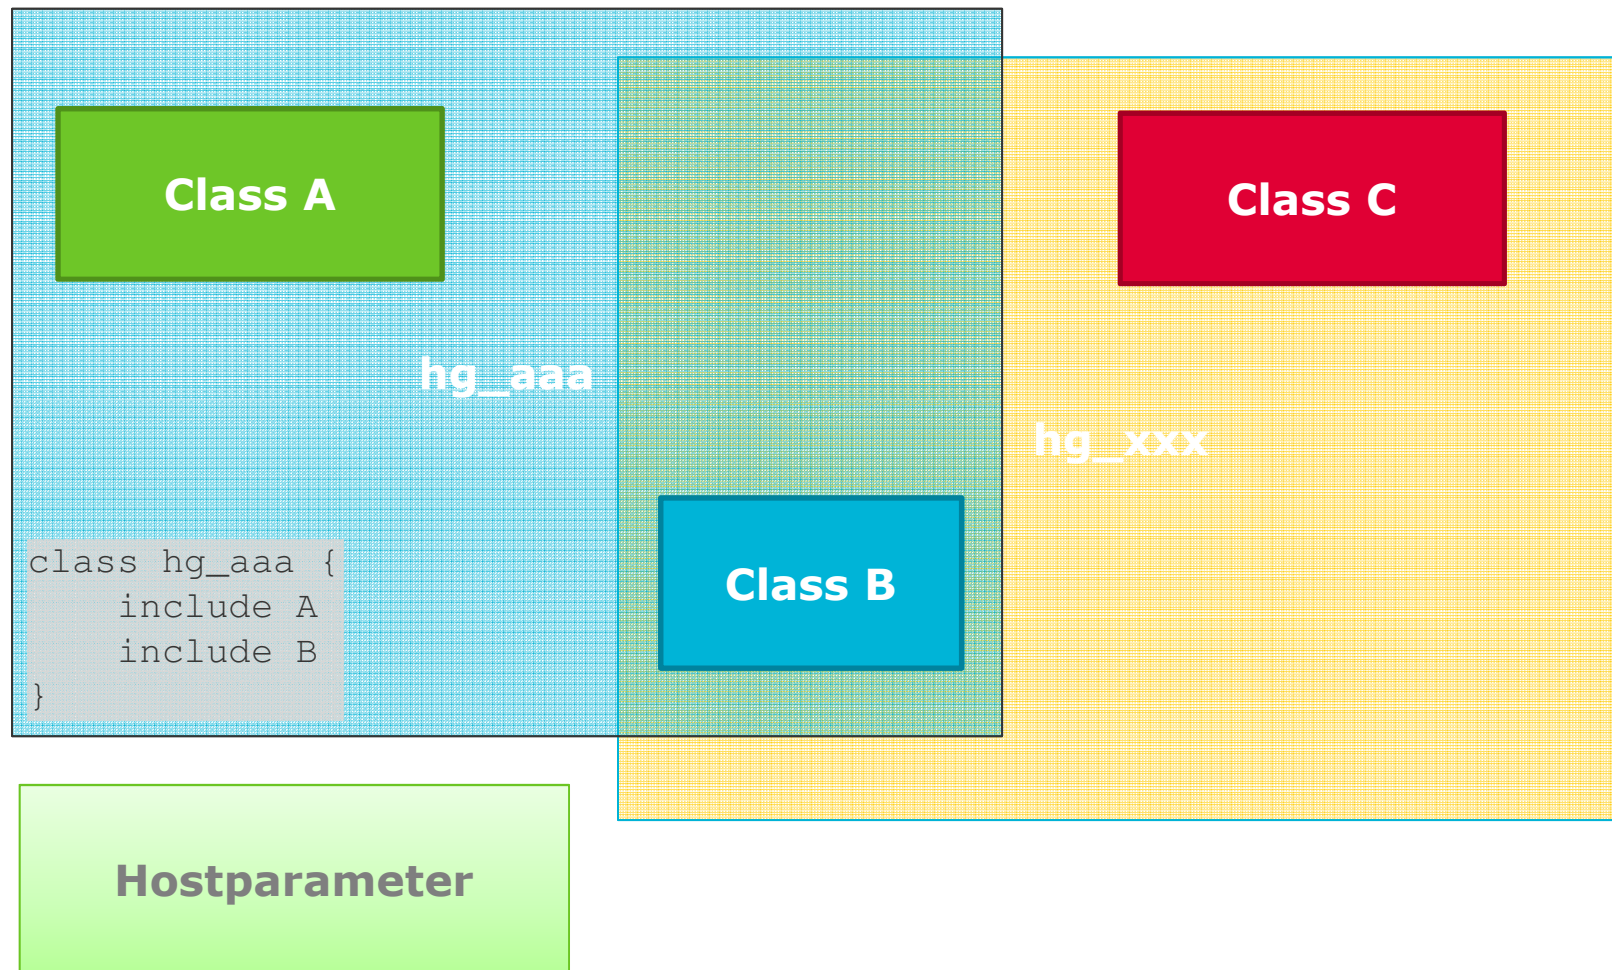 Class A
Class C
hg_aaa
hg_xxx
class hg_aaa {
    include A
    include B
}
Class B
Hostparameter